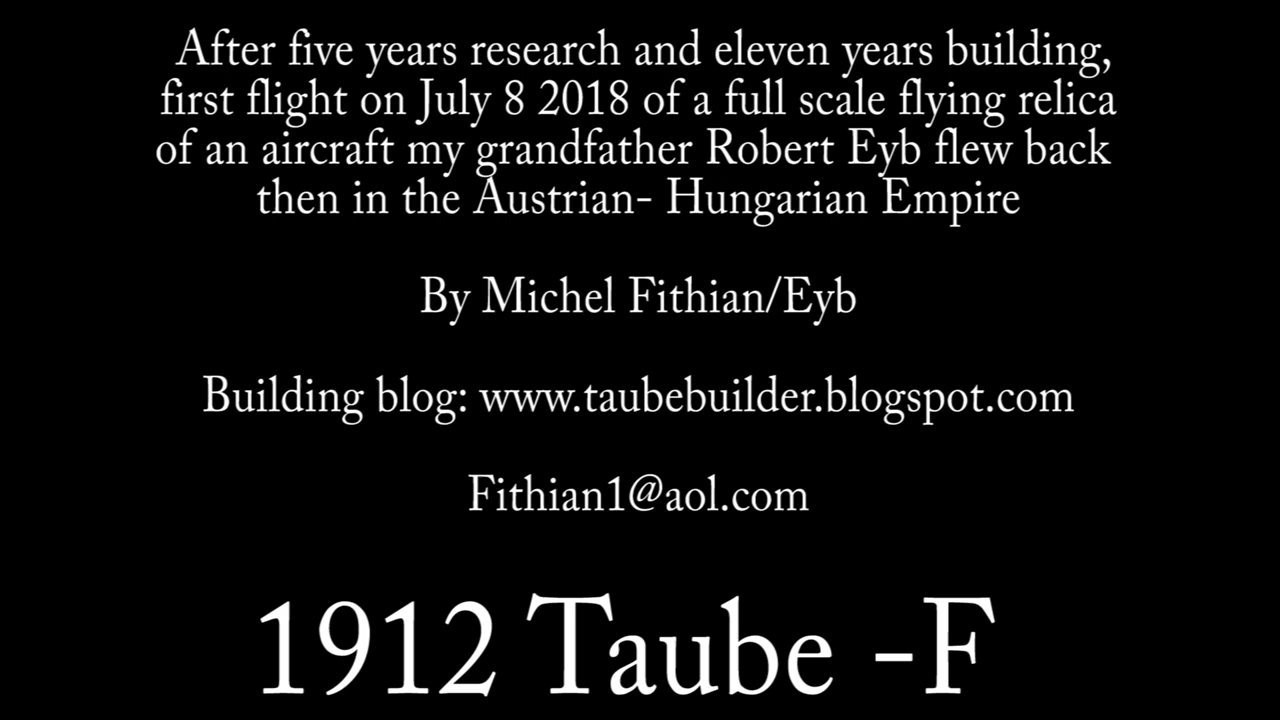 After five years research and eleven years building,
first flight on July 8 2018 of a full scale flying relica
of an aircraft my grandfather Robert Eyb flew back
then in the Austrian- Hungarian Empire
By Michel Fithian/Eyb
Building blog: www.taubebuilder.blogspot.com
Fithian1@aol.com
1912 Taube -F